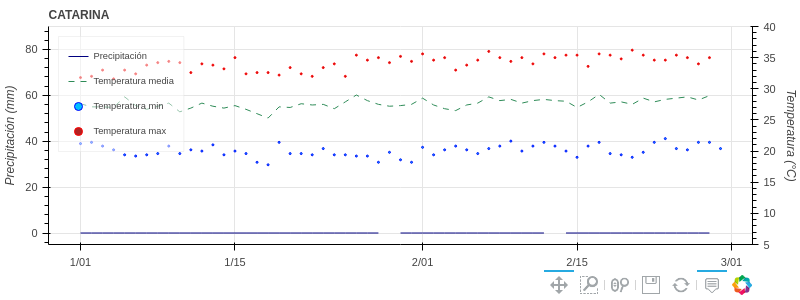 CATARINA
Precipitación
Temperatura media
Temperatura min
Temperatura max
Precipitación (mm)
80
60
40
20
0
40
35
30
25
20
15
10
5
Temperatura (°C)
1/01
1/15
2/01
2/15
3/01